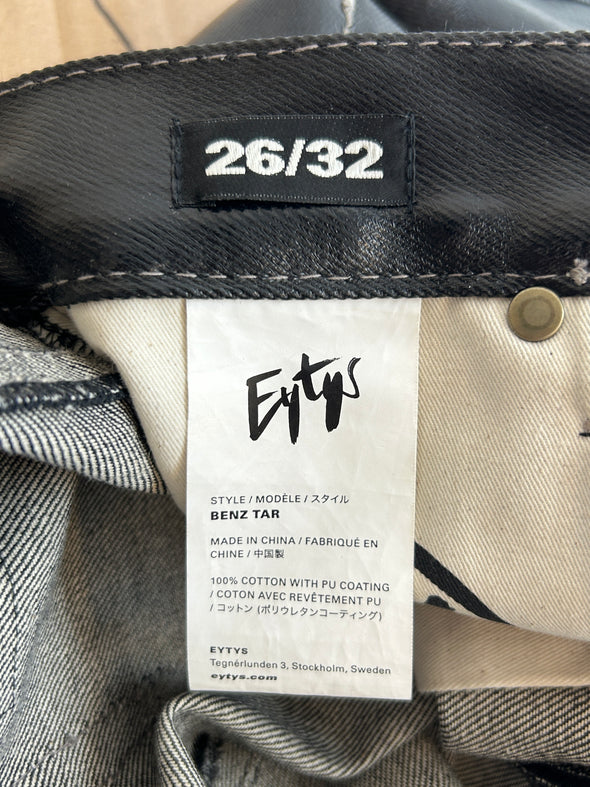 26/32
Eytys
STYLE / MODÈLE / スタイル
BENZ TAR
MADE IN CHINA / FABRIQUÉ EN
CHINE / 中国製
100% COTTON WITH PU COATING
/ COTON AVEC REVÊTEMENT PU
/ コットン (ポリウレタンコーティング)
EYTYS
Tegnérlunden 3, Stockholm, Sweden
eytys.com